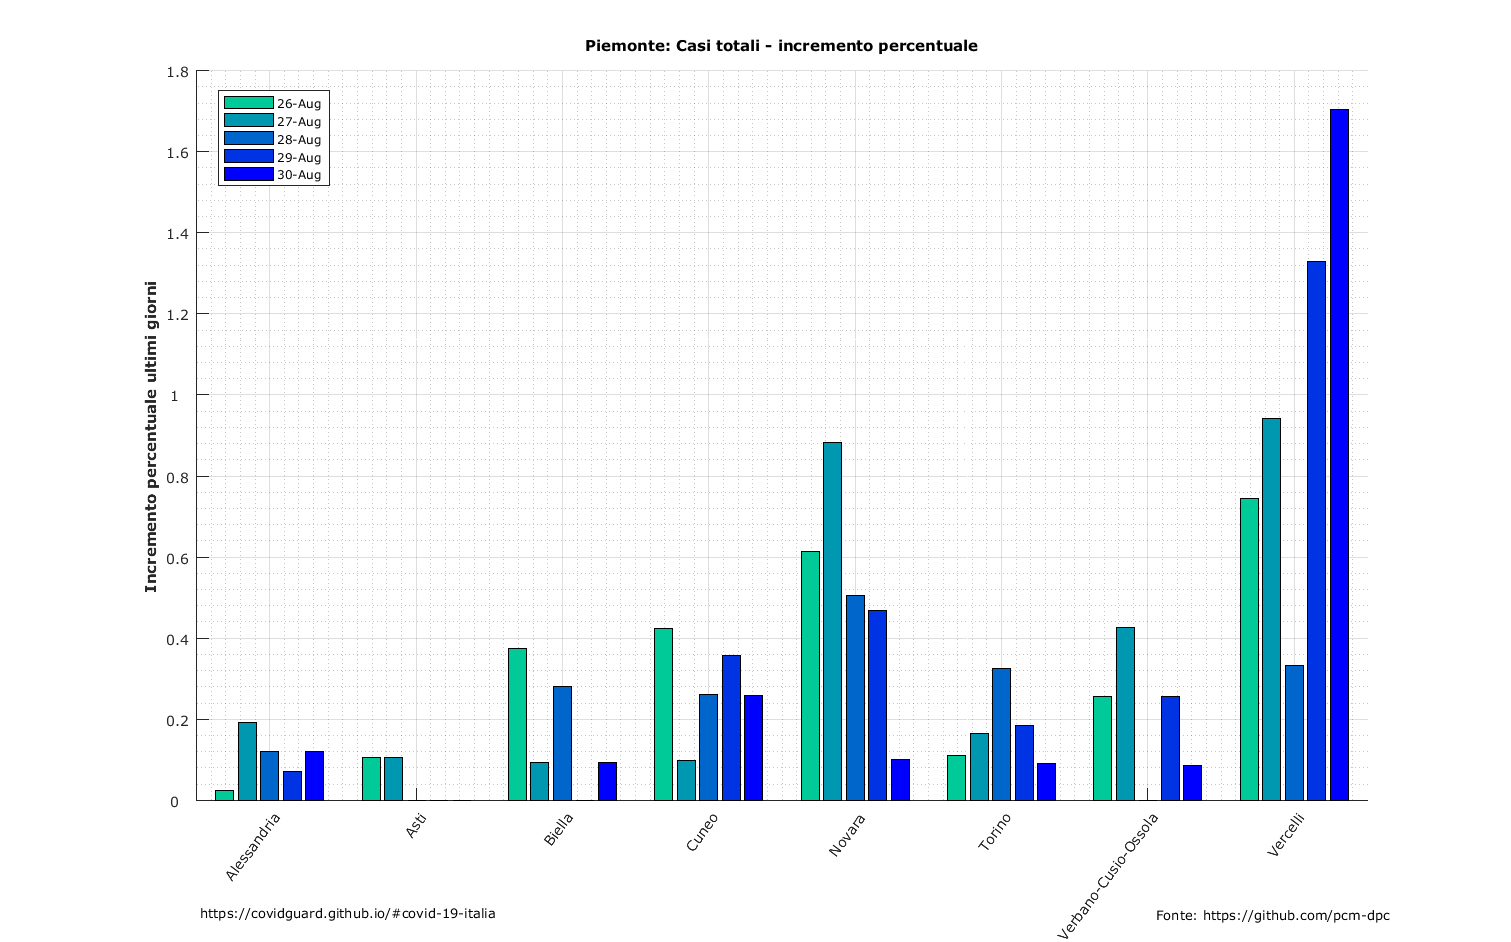 Piemonte: Casi totali - incremento percentuale
1.8
1.6
1.4
1.2
1
0.8
0.6
0.4
0.2
0
Incremento percentuale ultimi giorni
26-Aug
27-Aug
28-Aug
29-Aug
30-Aug
Alessandria
Asti
Biella
Cuneo
Novara
Torino
Verbano-Cusio-Ossola
Vercelli
https://covidguard.github.io/#covid-19-italia
Fonte: https://github.com/pcm-dpc